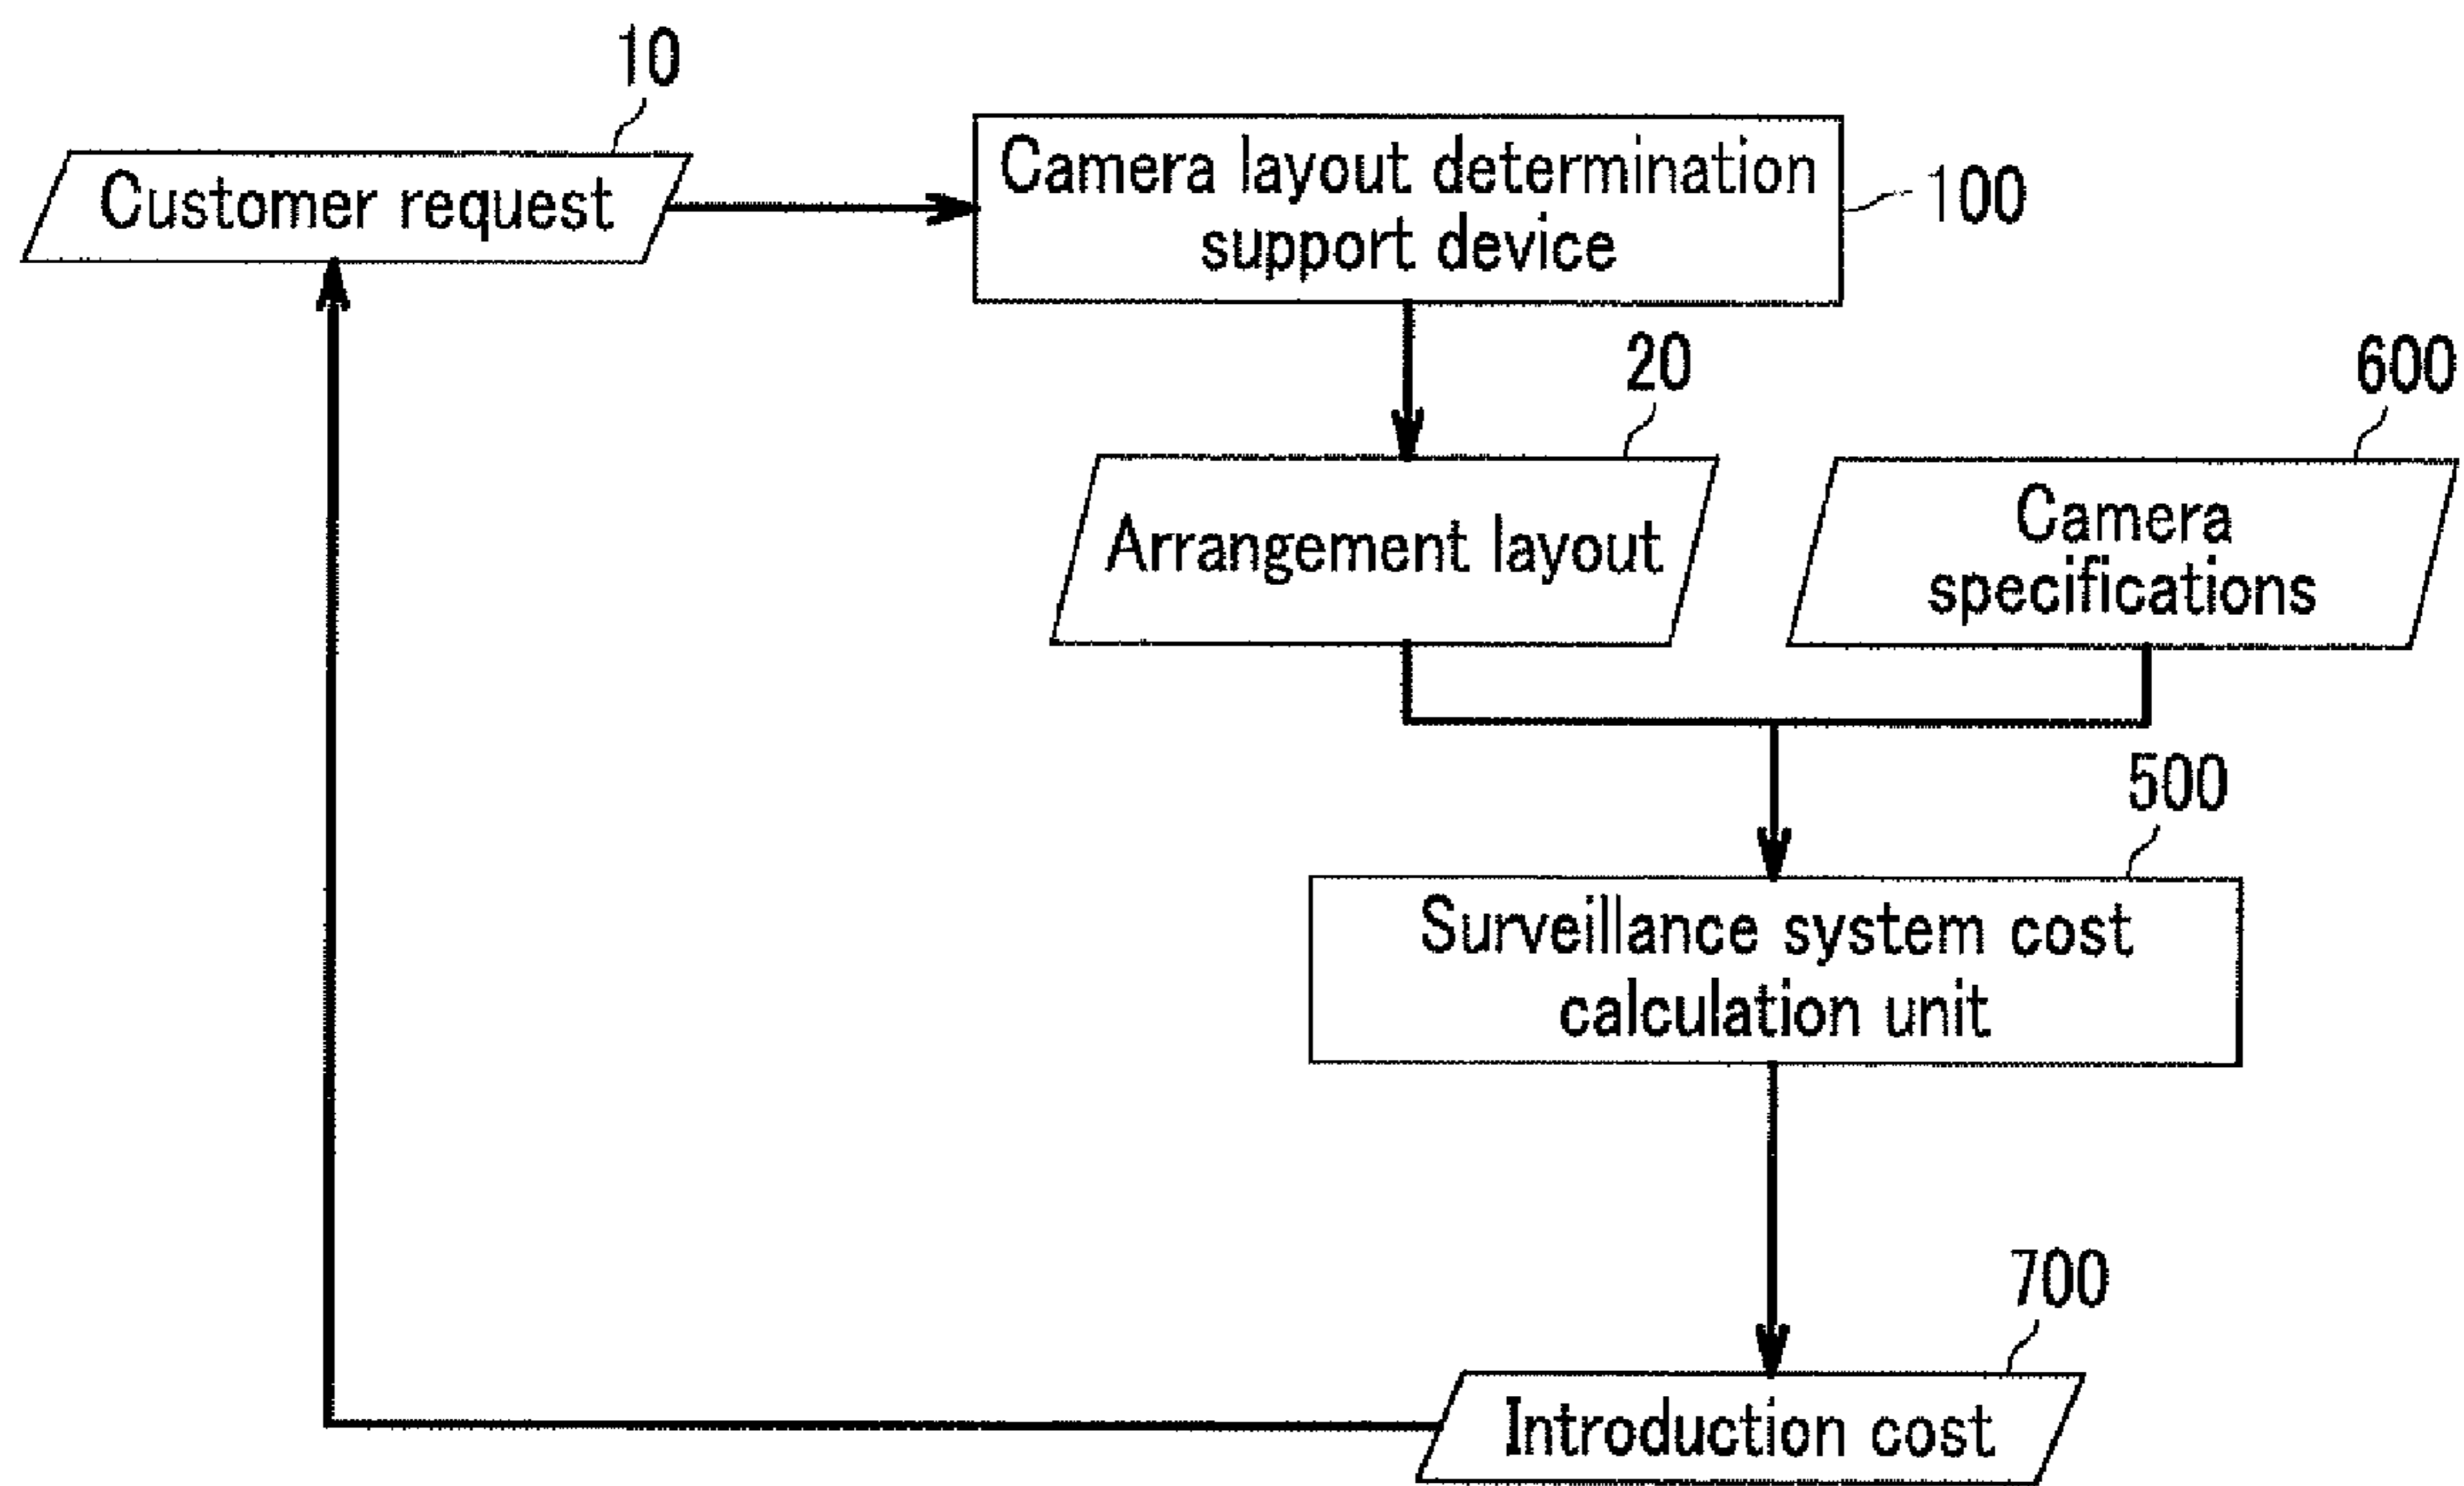 10
Customer request
Camera layout determination
support device
100
20
Arrangement layout
600
Camera
specifications
500
Surveillance system cost
calculation unit
700
Introduction cost